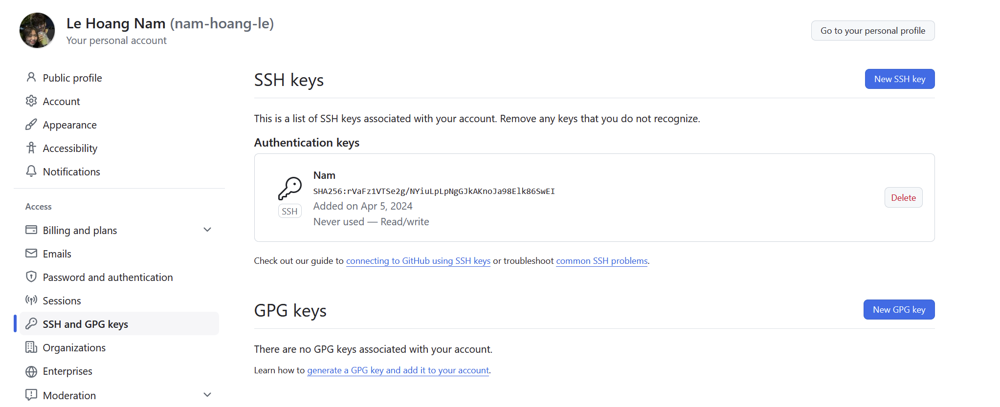 Le Hoang Nam (nam-hoang-le)
Your personal account
Go to your personal profile
Public profile
Account
Appearance
Accessibility
Notifications
Access
Billing and plans
Emails
Password and authentication
Sessions
SSH and GPG keys
Organizations
Enterprises
Moderation
SSH keys
New SSH key
This is a list of SSH keys associated with your account. Remove any keys that you do not recognize.
Authentication keys
Nam
SHA256:rVaFz1VTSe2g/NYiuLpLpNgGJkAKnoJa98Elk86SwEI
SSH
Added on Apr 5, 2024
Never used — Read/write
Delete
Check out our guide to connecting to GitHub using SSH keys or troubleshoot common SSH problems.
GPG keys
New GPG key
There are no GPG keys associated with your account.
Learn how to generate a GPG key and add it to your account.